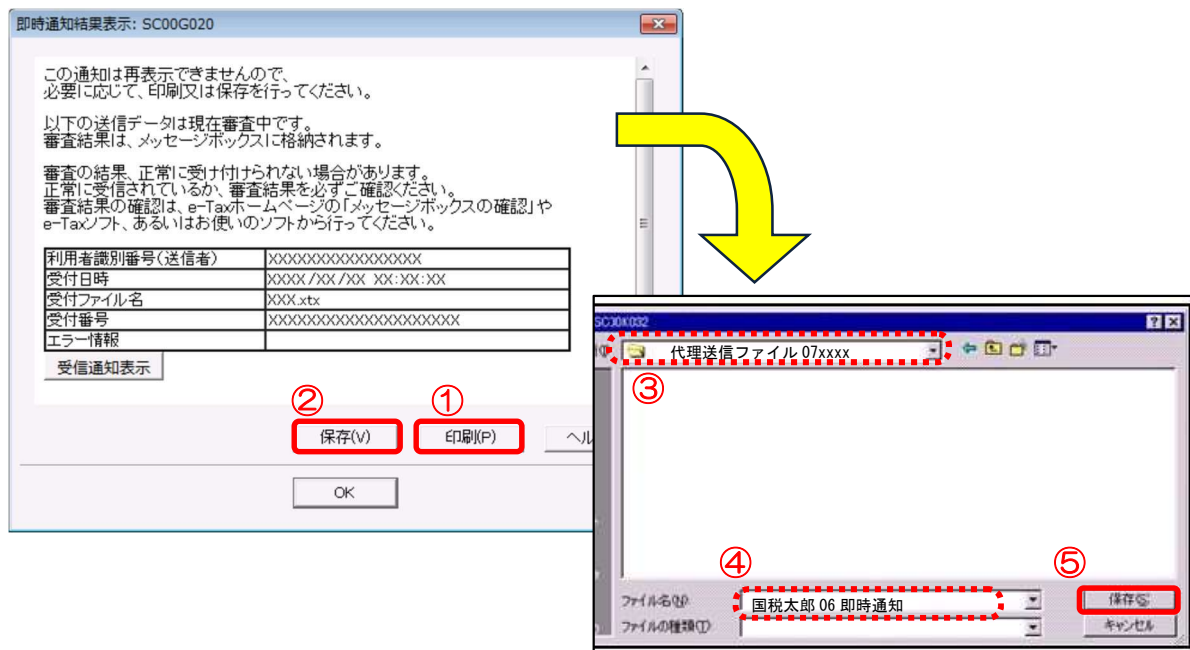 即時通知結果表示: SC00G020
この通知は再表示できませんので、
必要に応じて、印刷又は保存を行ってください。
以下の送信データは現在審査中です。
審査結果は、メッセージボックスに格納されます。
審査の結果、正常に受け付けられない場合があります。
正常に受信されているか、審査結果を必ずご確認ください。
審査結果の確認は、e-Taxホームページの「メッセージボックスの確認」や
e-Taxソフト、あるいはお使いのソフトから行ってください。
利用者識別番号(送信者) XXXXXXXXXXXXXXXX
受付日時 XXXX/XX/XX XX:XX:XX
受付ファイル名 XXX.xtx
受付番号 XXXXXXXXXXXXXXXXXXXX
エラー情報
受信通知表示
② ①
保存(V) 印刷(P) ヘル
OK
SC00K032
代理送信ファイル 07xxxx
③
④ ⑤
ファイル名(N): 国税太郎 06 即時通知 保存(S)
ファイルの種類(T): キャンセル